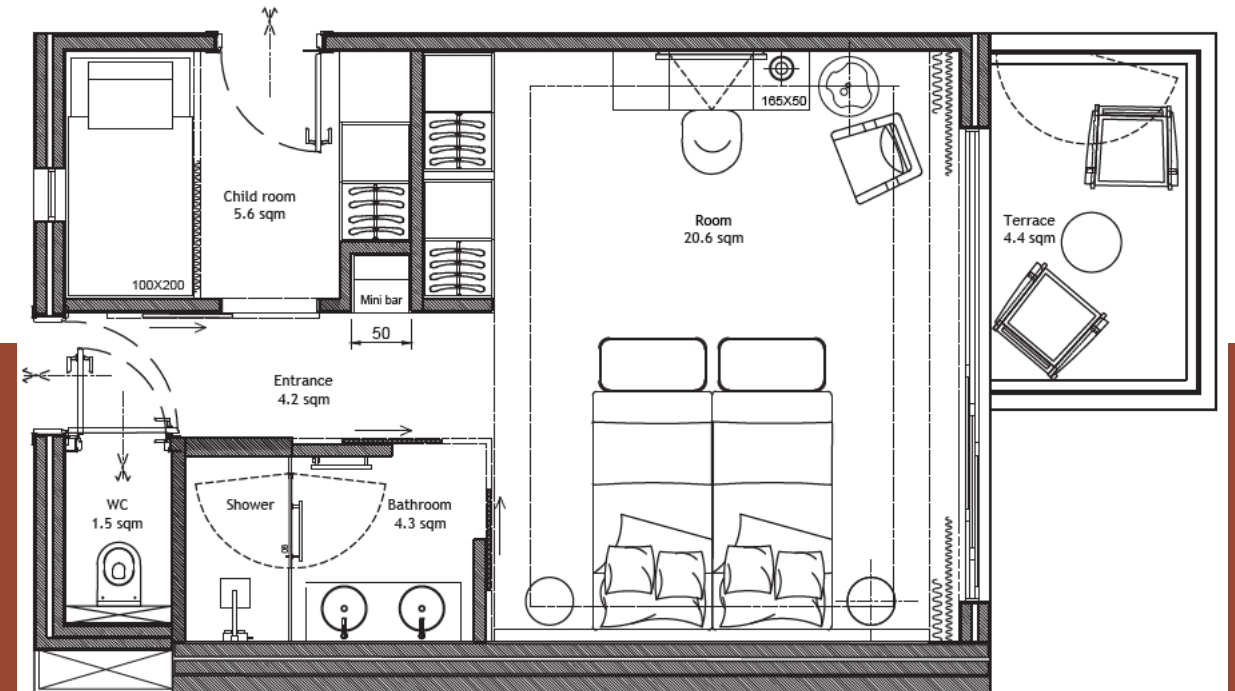 165X50
Child room
5.6 sqm
Room
20.6 sqm
Terrace
4.4 sqm
100X200
Mini bar
50
Entrance
4.2 sqm
WC
1.5 sqm
Shower
Bathroom
4.3 sqm